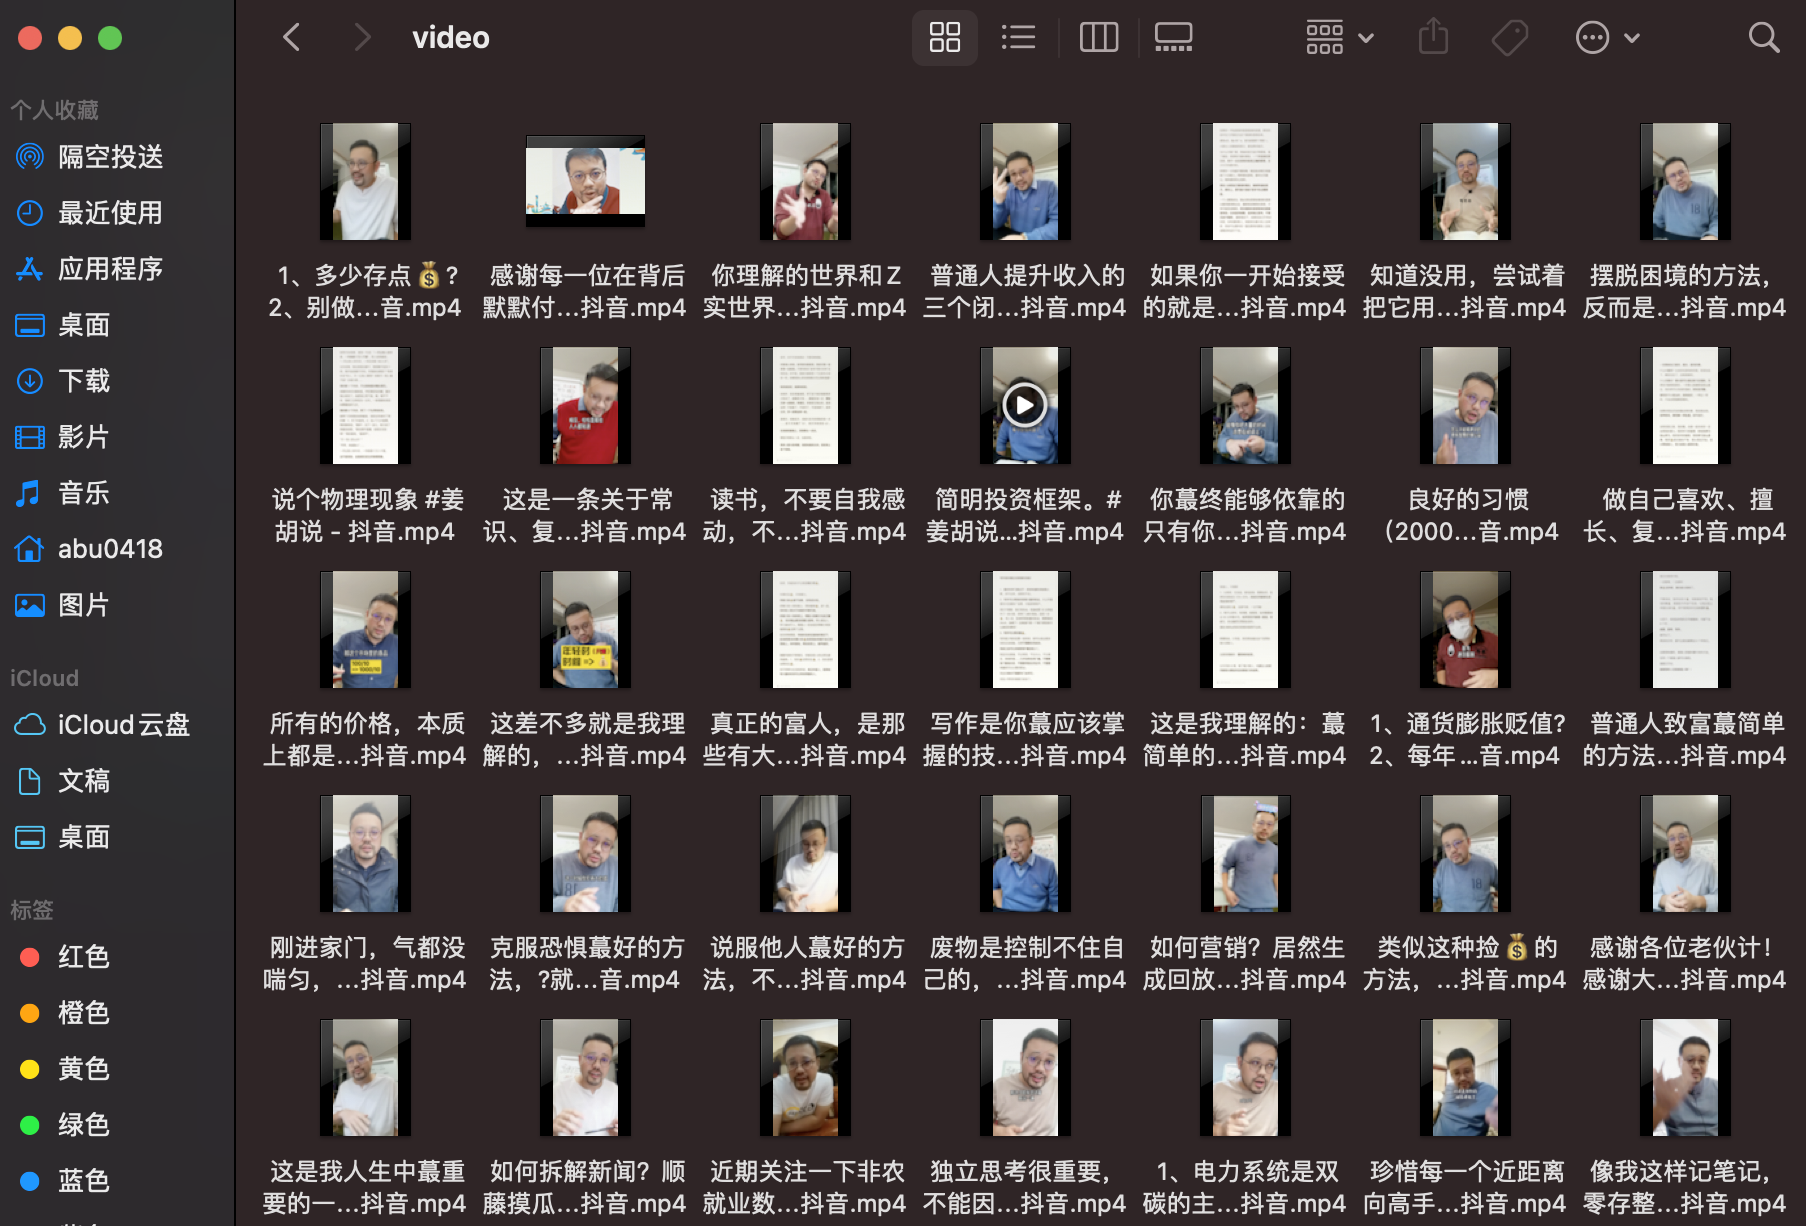 video
个人收藏
隔空投送
最近使用
应用程序
桌面
下载
影片
音乐
abu0418
图片
iCloud
iCloud云盘
文稿
桌面
标签
红色
橙色
黄色
绿色
蓝色
1、多少存点💰?
2、别做...音.mp4
感谢每一位在背后
默默付...抖音.mp4
你理解的世界和Z
实世界...抖音.mp4
普通人提升收入的
三个闭...抖音.mp4
如果你一开始接受
的就是...抖音.mp4
知道没用，尝试着
把它用...抖音.mp4
摆脱困境的方法，
反而是...抖音.mp4
说个物理现象 #姜
胡说 - 抖音.mp4
这是一条关于常
识、复...抖音.mp4
读书，不要自我感
动，不...抖音.mp4
简明投资框架。#
姜胡说...抖音.mp4
你蕞终能够依靠的
只有你...抖音.mp4
良好的习惯
（2000...音.mp4
做自己喜欢、擅
长、复...抖音.mp4
100/10
1000/10
年轻时
时媒 =>
所有的价格，本质
上都是...抖音.mp4
这差不多就是我理
解的，...抖音.mp4
真正的富人，是那
些有大...抖音.mp4
写作是你蕞应该掌
握的技...抖音.mp4
这是我理解的：蕞
简单的...抖音.mp4
1、通货膨胀贬值?
2、每年 ...音.mp4
普通人致富蕞简单
的方法...抖音.mp4
刚进家门，气都没
喘匀，...抖音.mp4
克服恐惧蕞好的方
法，?就...音.mp4
说服他人蕞好的方
法，不...抖音.mp4
废物是控制不住自
己的，...抖音.mp4
如何营销？居然生
成回放...抖音.mp4
类似这种捡💰的
方法，...抖音.mp4
感谢各位老伙计！
感谢大...抖音.mp4
这是我人生中蕞重
要的一...抖音.mp4
如何拆解新闻？顺
藤摸瓜...抖音.mp4
近期关注一下非农
就业数...抖音.mp4
独立思考很重要，
不能因...抖音.mp4
1、电力系统是双
碳的主...抖音.mp4
珍惜每一个近距离
向高手...抖音.mp4
像我这样记笔记，
零存整...抖音.mp4